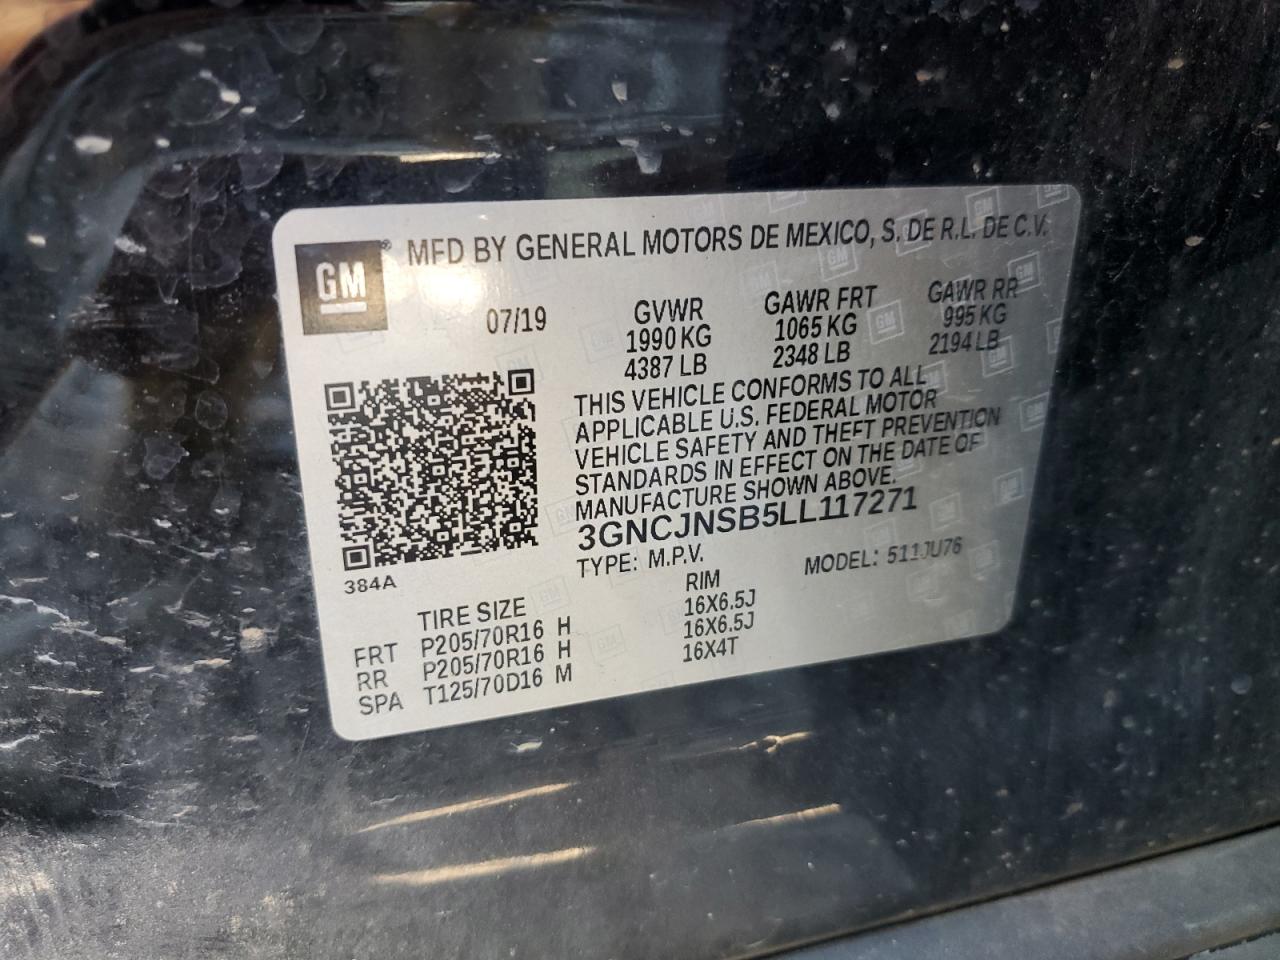 GM ® MFD BY GENERAL MOTORS DE MEXICO, S. DE R.L. DE C.V.
07/19 GVWR GAWR FRT GAWR RR
1990 KG 1065 KG 995 KG
4387 LB 2348 LB 2194 LB
THIS VEHICLE CONFORMS TO ALL
APPLICABLE U.S. FEDERAL MOTOR
VEHICLE SAFETY AND THEFT PREVENTION
STANDARDS IN EFFECT ON THE DATE OF
MANUFACTURE SHOWN ABOVE.
3GNCJNSB5LL117271
TYPE: M.P.V. MODEL: 511JU76
384A
TIRE SIZE RIM
FRT P205/70R16 H 16X6.5J
RR P205/70R16 H 16X6.5J
SPA T125/70D16 M 16X4T